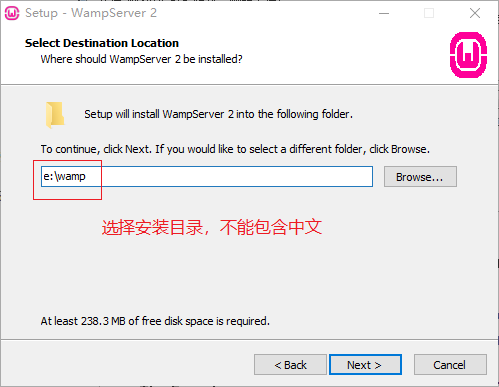 Setup - WampServer 2
Select Destination Location
Where should WampServer 2 be installed?
Setup will install WampServer 2 into the following folder.
To continue, click Next. If you would like to select a different folder, click Browse.
e:\wamp
Browse...
选择安装目录，不能包含中文
At least 238.3 MB of free disk space is required.
< Back
Next >
Cancel